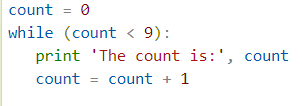 count = 0
while (count < 9):
   print 'The count is:', count
   count = count + 1